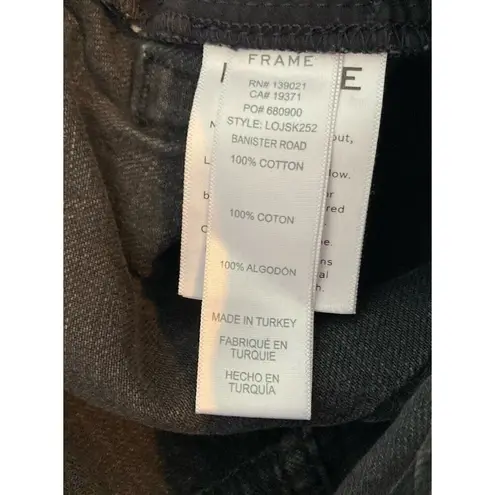 FRAME
RN# 139021
CA# 19371
PO# 680900
STYLE: LOJSK252
BANISTER ROAD
100% COTTON
100% COTON
100% ALGODÓN
MADE IN TURKEY
FABRIQUÉ EN
TURQUIE
HECHO EN
TURQUÍA
E